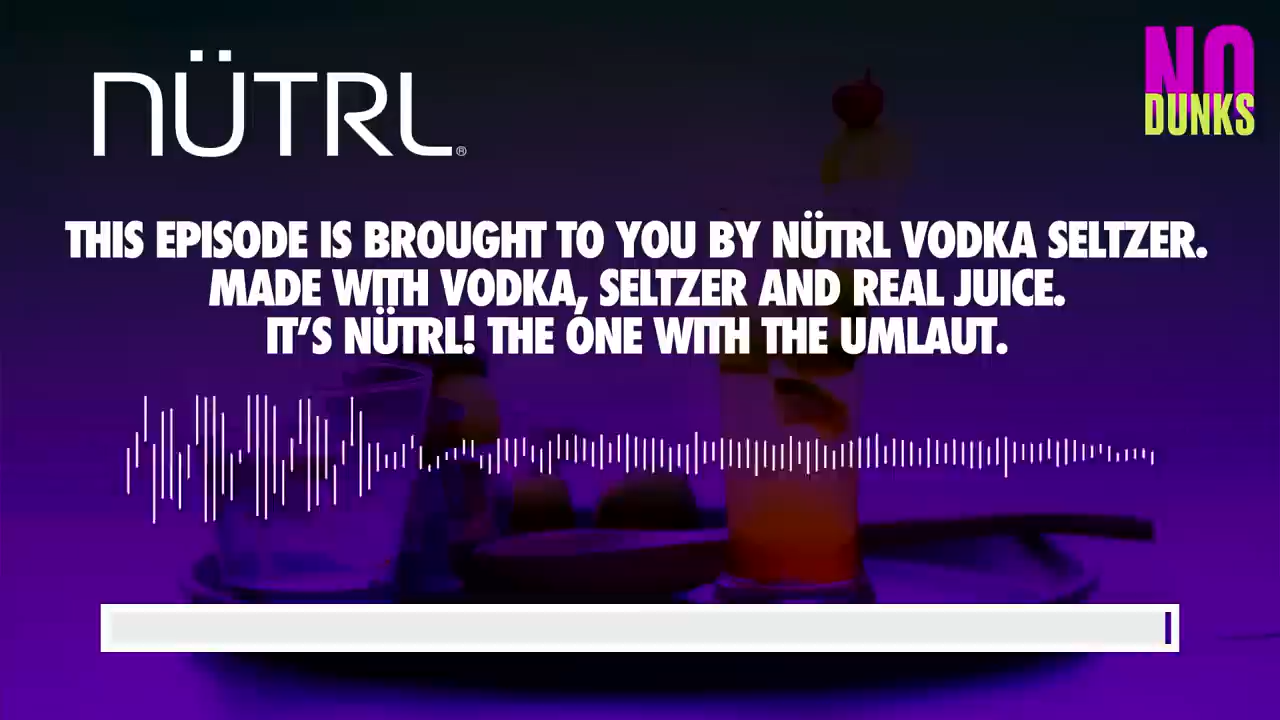 NÜTRL®
NO
DUNKS
THIS EPISODE IS BROUGHT TO YOU BY NÜTRL VODKA SELTZER.
MADE WITH VODKA, SELTZER AND REAL JUICE.
IT’S NÜTRL! THE ONE WITH THE UMLAUT.